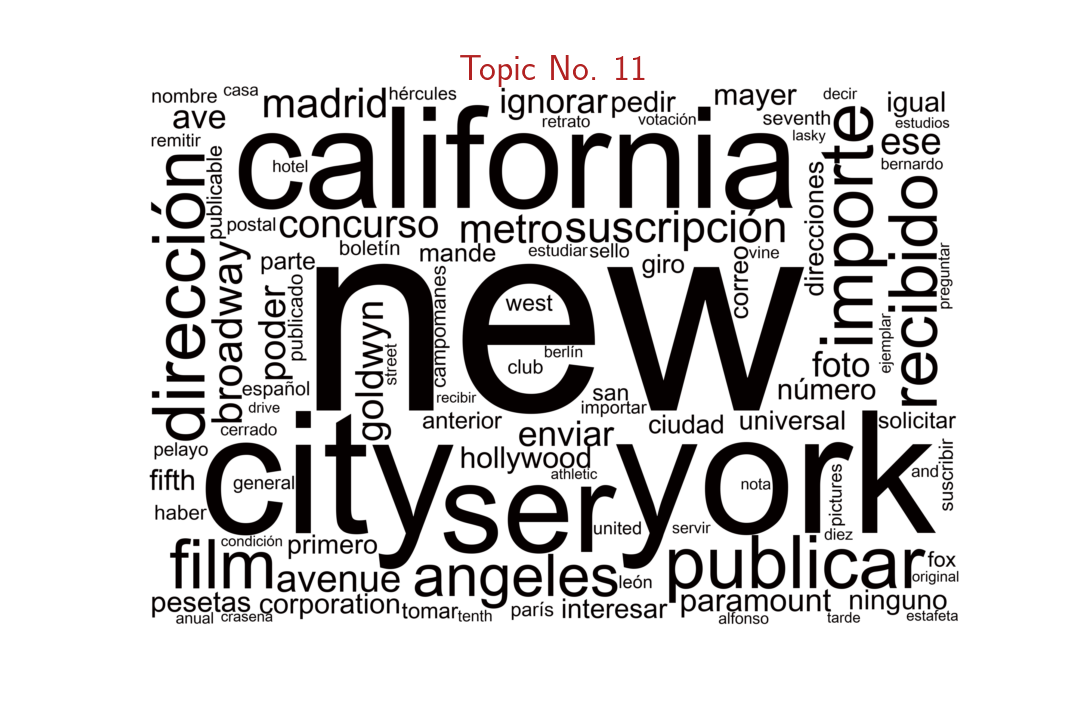 Topic No. 11
nombre casa madrid hércules ignorar pedir mayer decir igual
ave retrato votación seventh estudios
remitir california lasky importe ese
hotel bernardo
dirección publicable direcciones recibido
postal concurso metro suscripción
boletín mande estudiar sello correo vine
broadway parte giro preguntar
poder publicado new campomanes west
goldwyn street berlín ejemplar
club foto
español recibir san número
drive importar
cerrado anterior enviar ciudad universal solicitar
pelayo hollywood
fifth city general athletic york nota pictures and suscribir
haber ser united servir
condición primero diez
film avenue angeles león publicar fox
original
pesetas corporation tomar tenth parís interesar paramount ninguno
anual crasena alfonso tarde estafeta